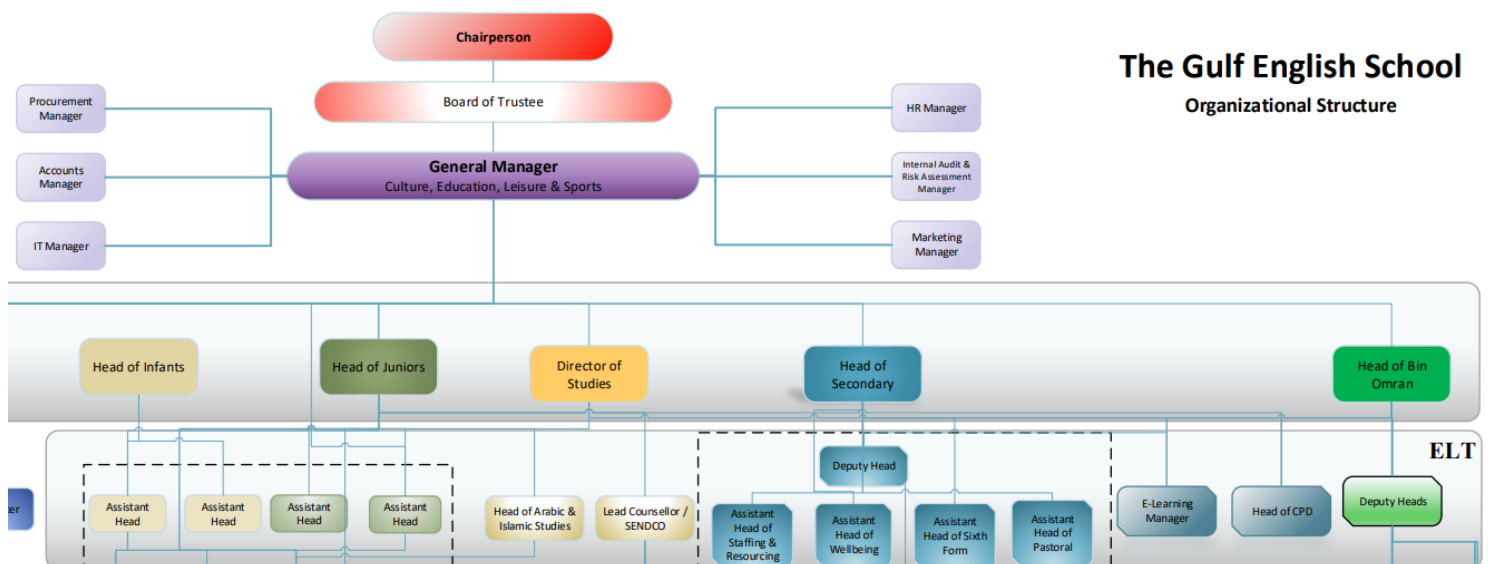 Chairperson
The Gulf English School
Organizational Structure
Board of Trustee
Procurement
Manager
HR Manager
General Manager
Culture, Education, Leisure & Sports
Accounts
Manager
Internal Audit &
Risk Assessment
Manager
IT Manager
Marketing
Manager
Head of Infants
Head of Juniors
Director of
Studies
Head of
Secondary
Head of Bin
Omran
ELT
Deputy Head
Assistant
Head
Assistant
Head
Assistant
Head
Assistant
Head
Head of Arabic &
Islamic Studies
Lead Counsellor /
SENDCO
Assistant
Head of
Staffing &
Resourcing
Assistant
Head of
Wellbeing
Assistant
Head of Sixth
Form
Assistant
Head of
Pastoral
E-Learning
Manager
Head of CPD
Deputy Heads